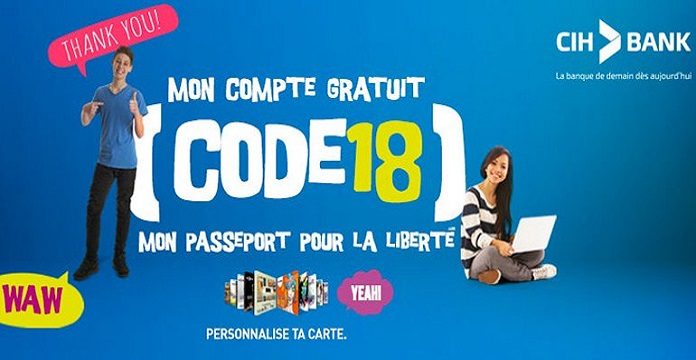 THANK YOU!
CIH BANK
La banque de demain dès aujourd'hui
MON COMPTE GRATUIT
[CODE18]
MON PASSEPORT POUR LA LIBERTÉ
WAW
YEAH!
PERSONNALISE TA CARTE.